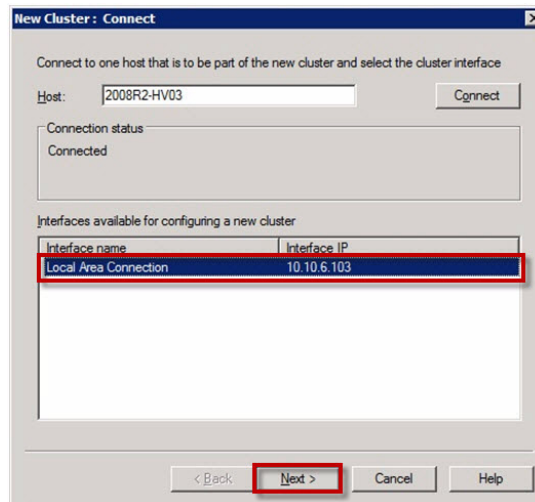 New Cluster : Connect
Connect to one host that is to be part of the new cluster and select the cluster interface
Host: 2008R2-HV03 Connect
Connection status
Connected
Interfaces available for configuring a new cluster
Interface name Interface IP
Local Area Connection 10.10.6.103
< Back Next > Cancel Help